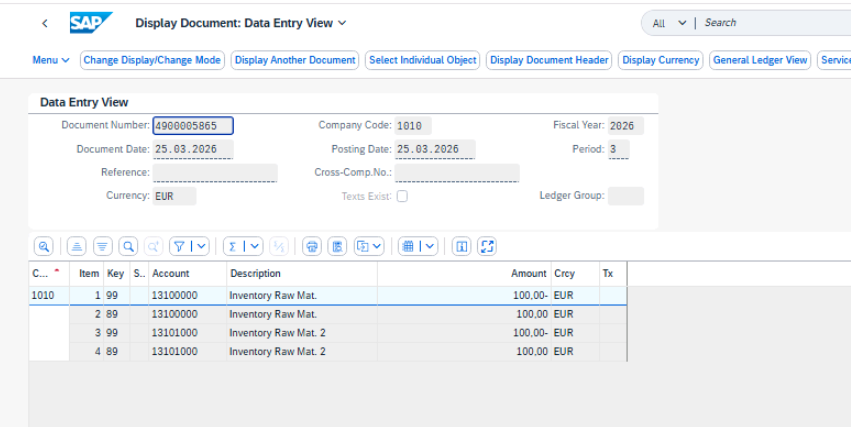 SAP Display Document: Data Entry View All Search
Menu Change Display/Change Mode Display Another Document Select Individual Object Display Document Header Display Currency General Ledger View Service
Data Entry View
Document Number: 4900005865 Company Code: 1010 Fiscal Year: 2026
Document Date: 25.03.2026 Posting Date: 25.03.2026 Period: 3
Reference: Cross-Comp.No.:
Currency: EUR Texts Exist: Ledger Group:
C... * Item Key S.. Account Description Amount Crcy Tx
1010 1 99 13100000 Inventory Raw Mat. 100,00- EUR
2 89 13100000 Inventory Raw Mat. 100,00 EUR
3 99 13101000 Inventory Raw Mat. 2 100,00- EUR
4 89 13101000 Inventory Raw Mat. 2 100,00 EUR